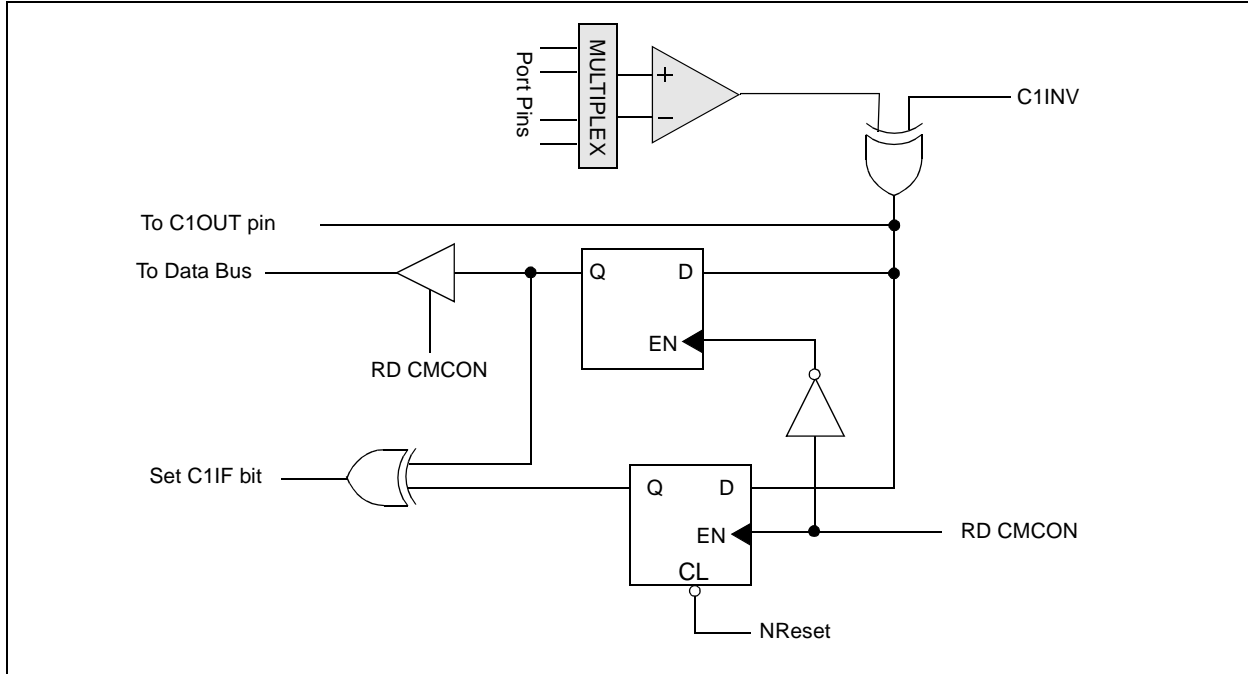 Port Pins
MULTIPLEX
+
−
C1INV
To C1OUT pin
To Data Bus
Q
D
EN
RD CMCON
Set C1IF bit
Q
D
EN
RD CMCON
CL
NReset